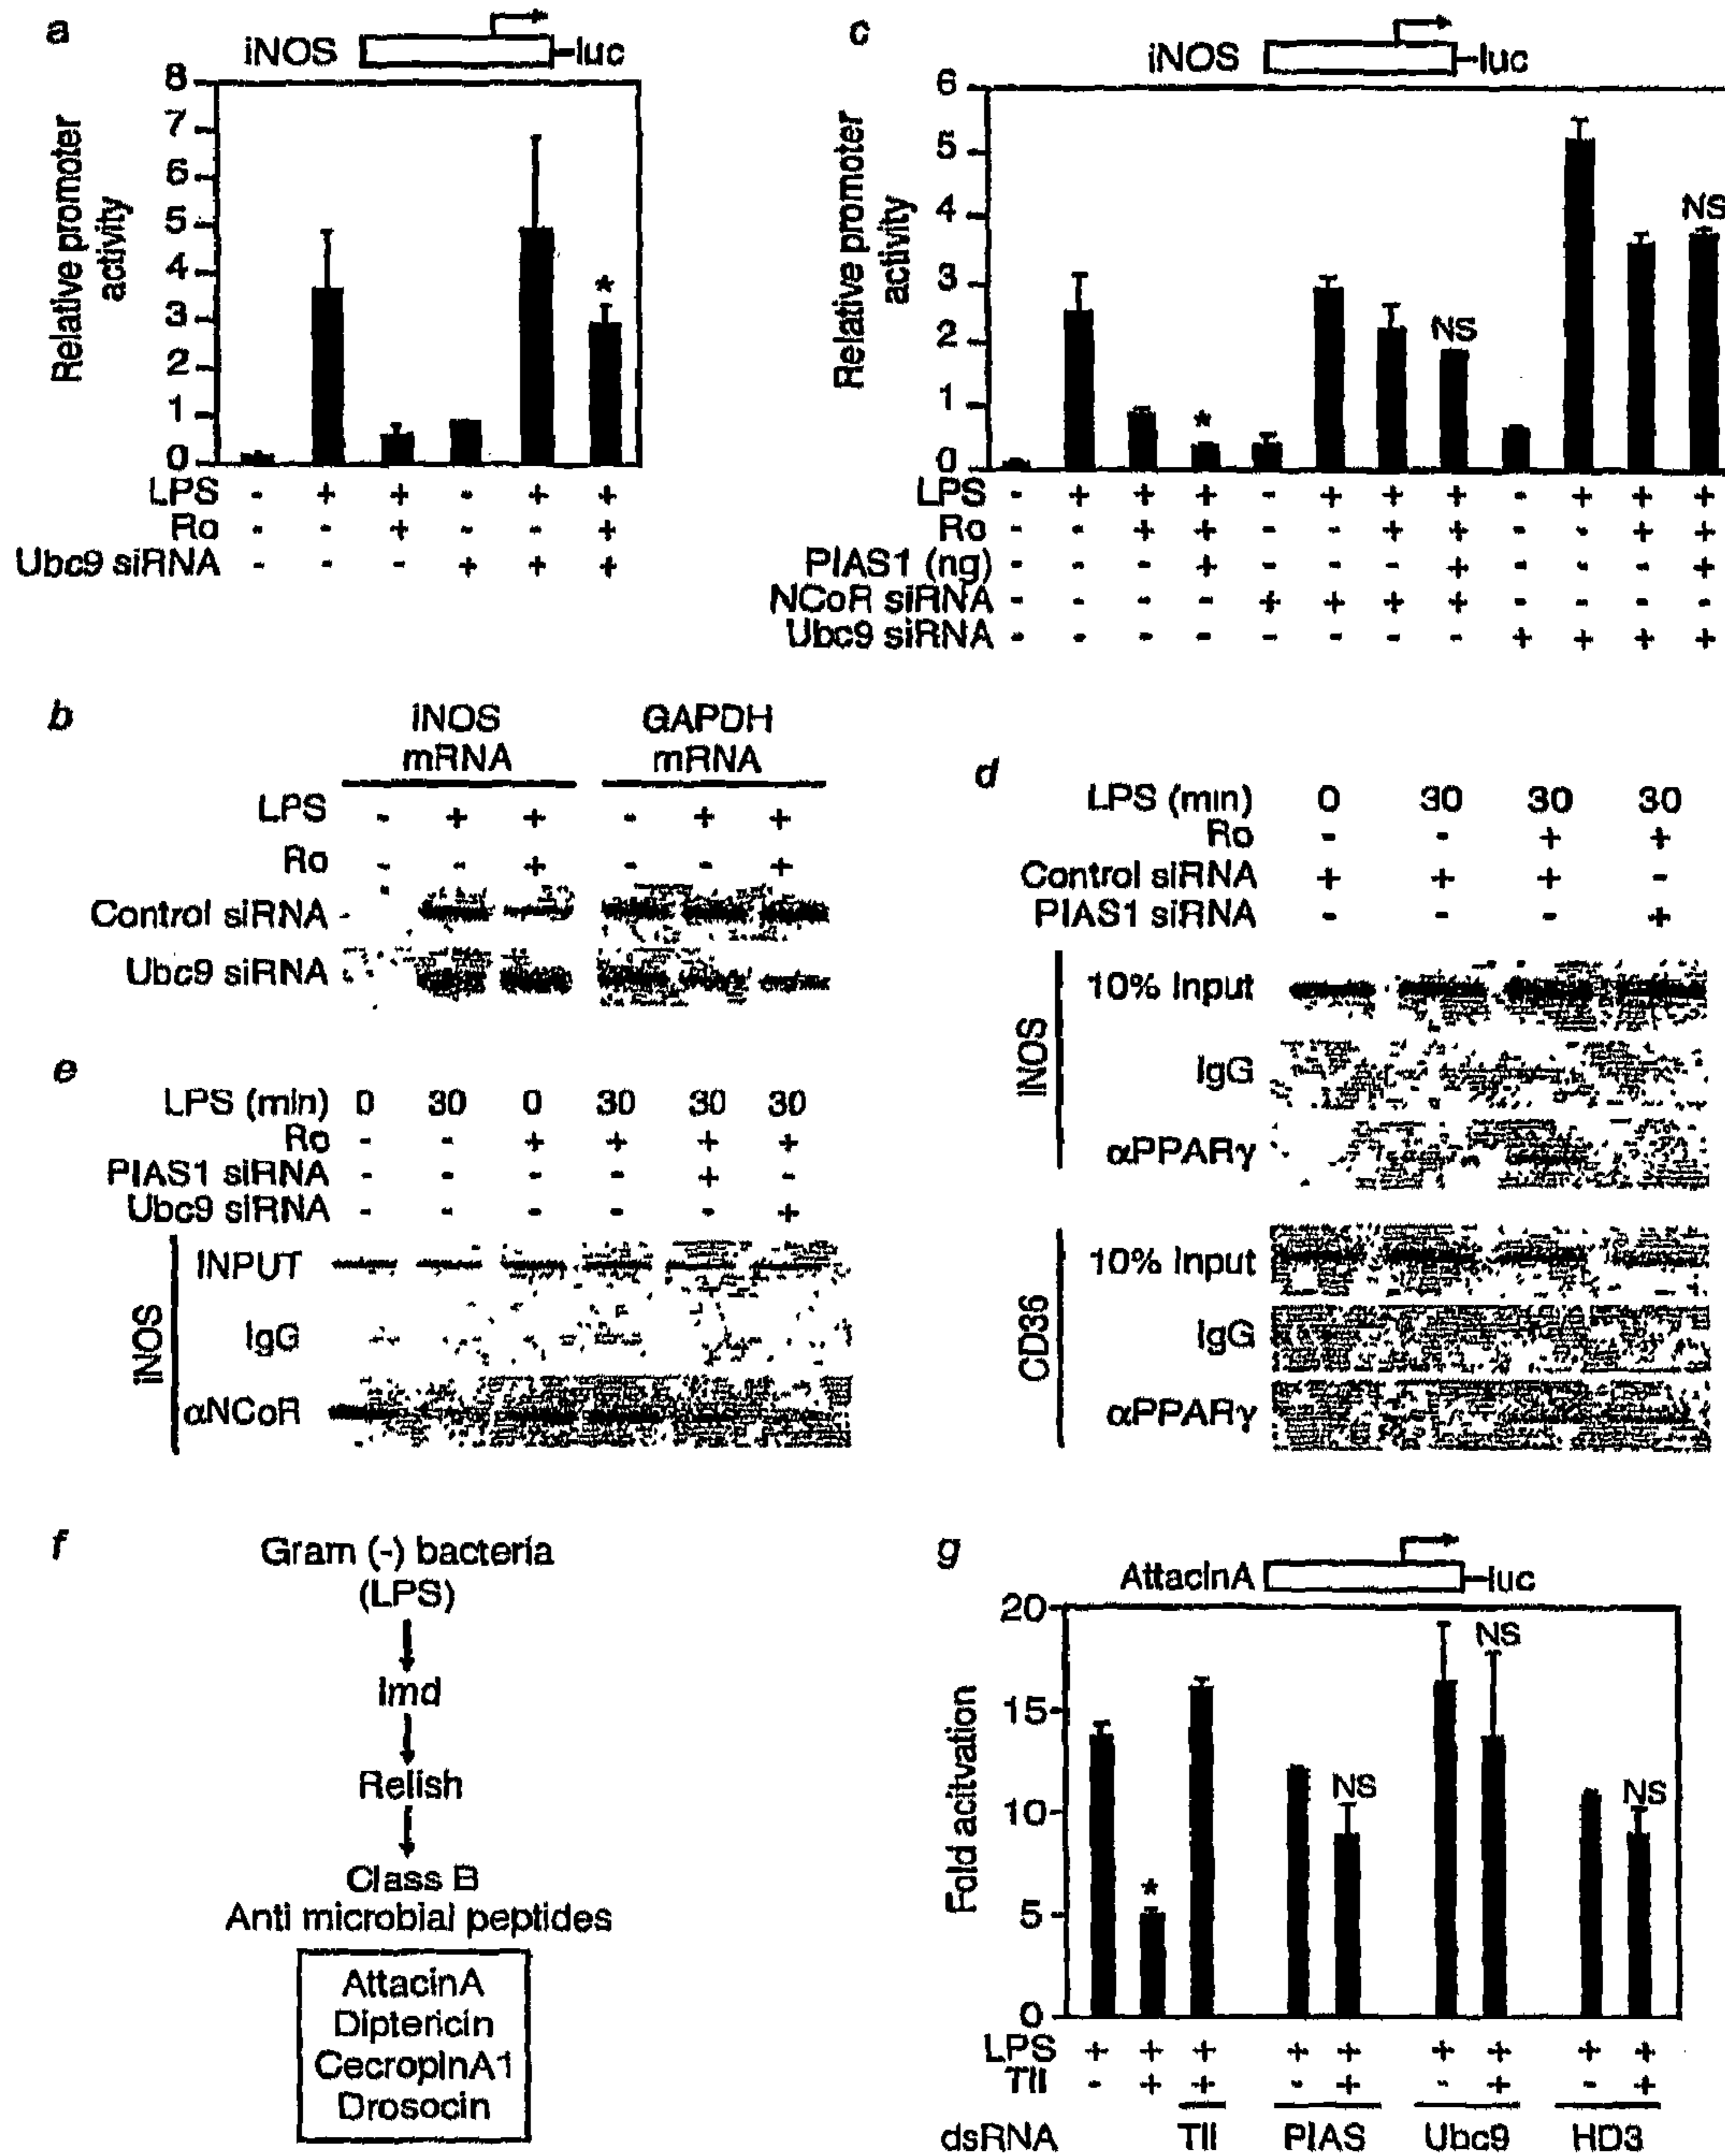 a
iNOS luc
Relative promoter activity
8
7
6
5
4
3
2
1
0
*
LPS - + + - + +
Ro - - + - - +
Ubc9 siRNA - - - + + +
c
iNOS luc
Relative promoter activity
6
5
4
3
2
1
0
* NS NS
LPS - + + + - + + + - + + +
Ro - - + + - - + + - - + +
PIAS1 (ng) - - - + - - - + - - - +
NCoR siRNA - - - - + + + + - - - -
Ubc9 siRNA - - - - - - - - + + + +
b
iNOS mRNA
GAPDH mRNA
LPS - + + - + +
Ro - - + - - +
Control siRNA
Ubc9 siRNA
d
LPS (min) 0 30 30 30
Ro - - + +
Control siRNA + + + -
PIAS1 siRNA - - - +
iNOS
10% Input
IgG
αPPARγ
CD36
10% Input
IgG
αPPARγ
e
LPS (min) 0 30 0 30 30 30
Ro - - + + + +
PIAS1 siRNA - - - - + -
Ubc9 siRNA - - - - - +
iNOS
INPUT
IgG
αNCoR
f
Gram (-) bacteria
(LPS)
Imd
Relish
Class B
Anti microbial peptides
AttacinA
Diptericin
CecropinA1
Drosocin
g
AttacinA luc
Fold acitvation
20
15
10
5
0
* NS NS NS
LPS + + + + + + + + +
Tll - + + - + - + - +
dsRNA Tll PIAS Ubc9 HD3